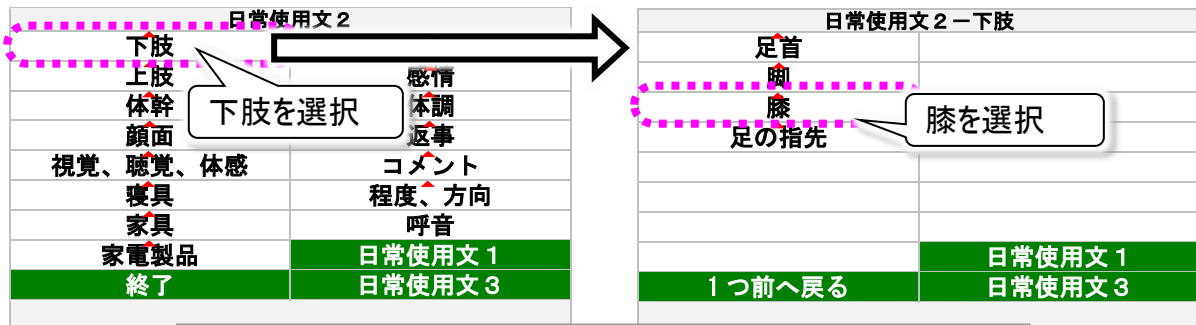 日常使用文２
下肢
上肢 感情
体幹 体調
顔面 返事
視覚、聴覚、体感 コメント
寝具 程度、方向
家具 呼音
家電製品 日常使用文１
終了 日常使用文３
下肢を選択
日常使用文２－下肢
足首
脚
膝
足の指先
日常使用文１
１つ前へ戻る 日常使用文３
膝を選択